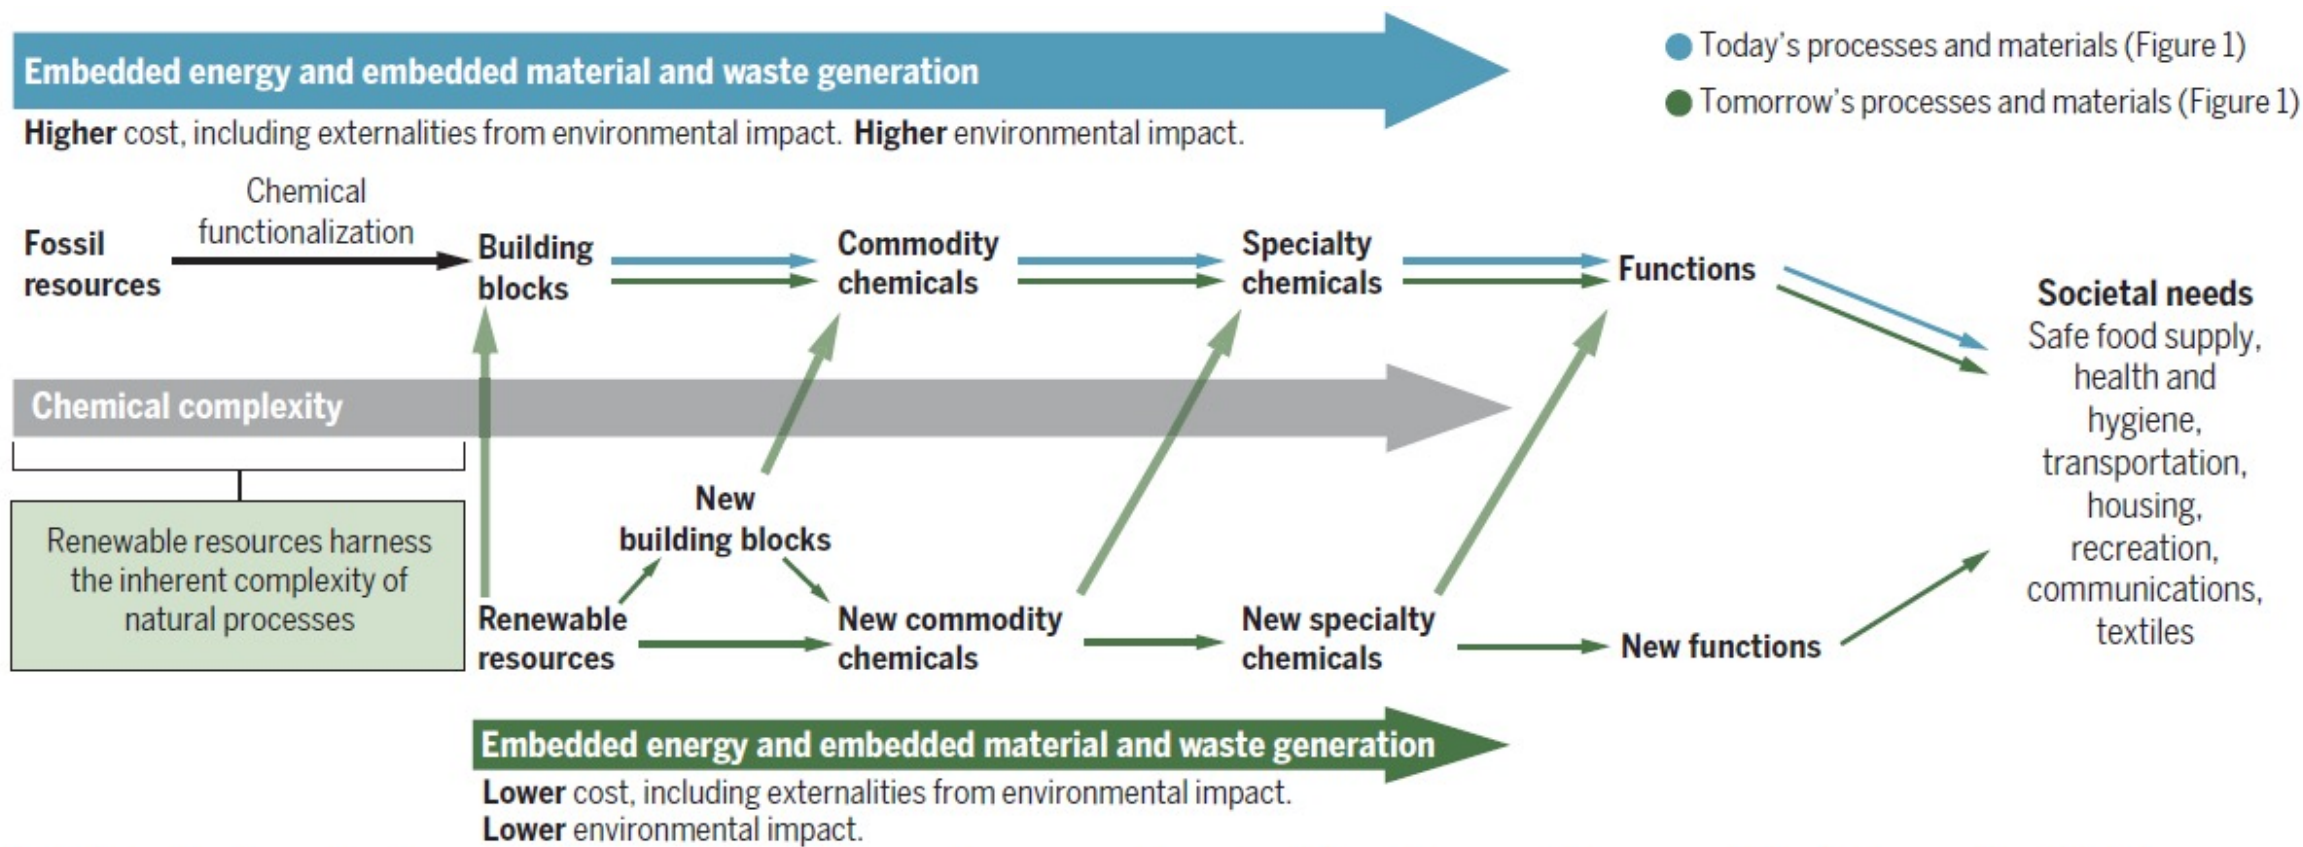 Embedded energy and embedded material and waste generation
Higher cost, including externalities from environmental impact. Higher environmental impact.
Today's processes and materials (Figure 1)
Tomorrow's processes and materials (Figure 1)
Fossil
resources
Chemical
functionalization
Building
blocks
Commodity
chemicals
Specialty
chemicals
Functions
Societal needs
Safe food supply,
health and
hygiene,
transportation,
housing,
recreation,
communications,
textiles
Chemical complexity
Renewable resources harness
the inherent complexity of
natural processes
New
building blocks
Renewable
resources
New commodity
chemicals
New specialty
chemicals
New functions
Embedded energy and embedded material and waste generation
Lower cost, including externalities from environmental impact.
Lower environmental impact.